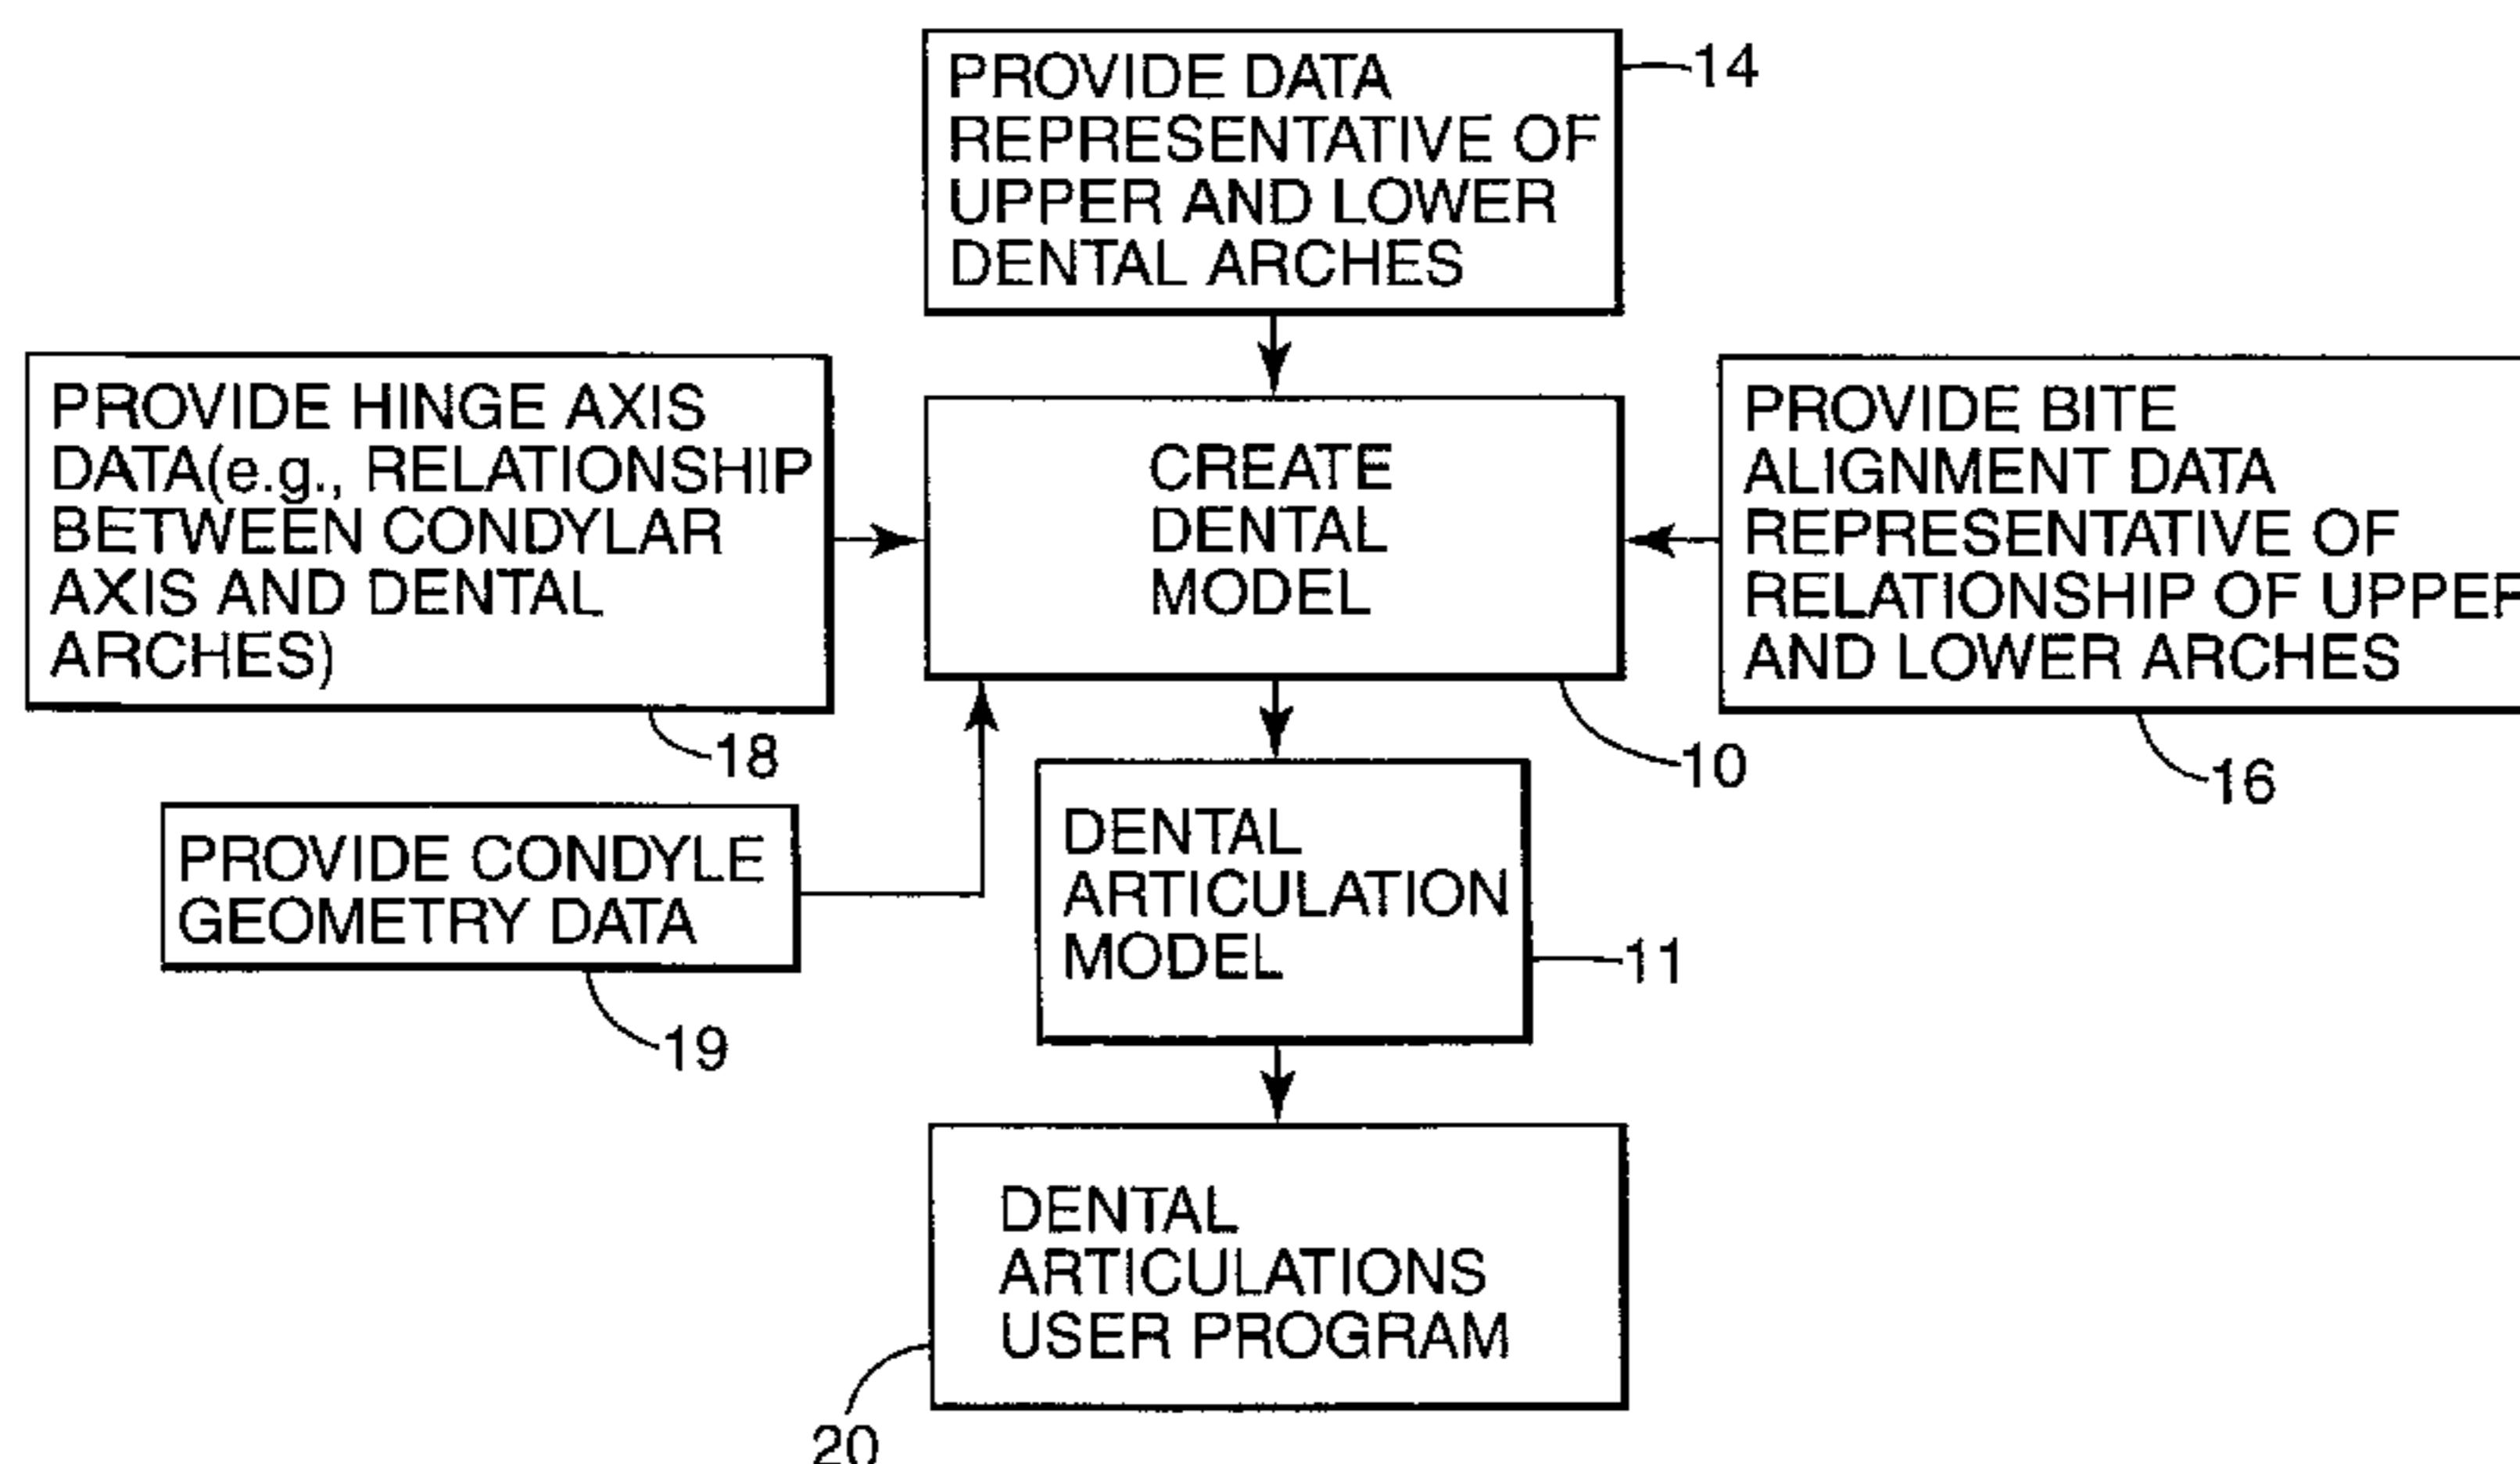 PROVIDE DATA
REPRESENTATIVE OF
UPPER AND LOWER
DENTAL ARCHES
14
PROVIDE HINGE AXIS
DATA(e.g., RELATIONSHIP
BETWEEN CONDYLAR
AXIS AND DENTAL
ARCHES)
18
CREATE
DENTAL
MODEL
10
PROVIDE BITE
ALIGNMENT DATA
REPRESENTATIVE OF
RELATIONSHIP OF UPPER
AND LOWER ARCHES
16
PROVIDE CONDYLE
GEOMETRY DATA
19
DENTAL
ARTICULATION
MODEL
11
DENTAL
ARTICULATIONS
USER PROGRAM
20